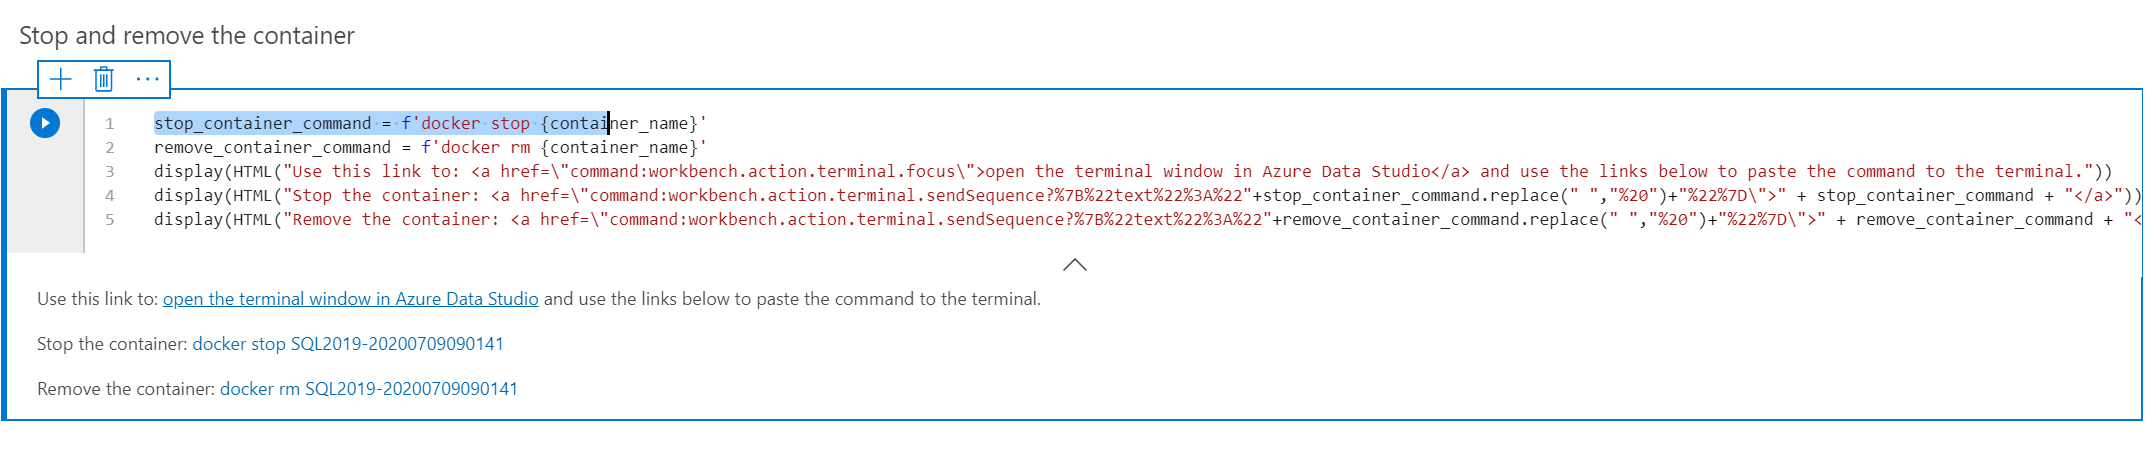 Stop and remove the container
1 stop_container_command = f'docker stop {container_name}'
2 remove_container_command = f'docker rm {container_name}'
3 display(HTML("Use this link to: <a href=\"command:workbench.action.terminal.focus\">open the terminal window in Azure Data Studio</a> and use the links below to paste the command to the terminal."))
4 display(HTML("Stop the container: <a href=\"command:workbench.action.terminal.sendSequence?%7B%22text%22%3A%22"+stop_container_command.replace(" ","%20")+"%22%7D\">" + stop_container_command + "</a>"))
5 display(HTML("Remove the container: <a href=\"command:workbench.action.terminal.sendSequence?%7B%22text%22%3A%22"+remove_container_command.replace(" ","%20")+"%22%7D\">" + remove_container_command + "<
Use this link to: open the terminal window in Azure Data Studio and use the links below to paste the command to the terminal.
Stop the container: docker stop SQL2019-20200709090141
Remove the container: docker rm SQL2019-20200709090141